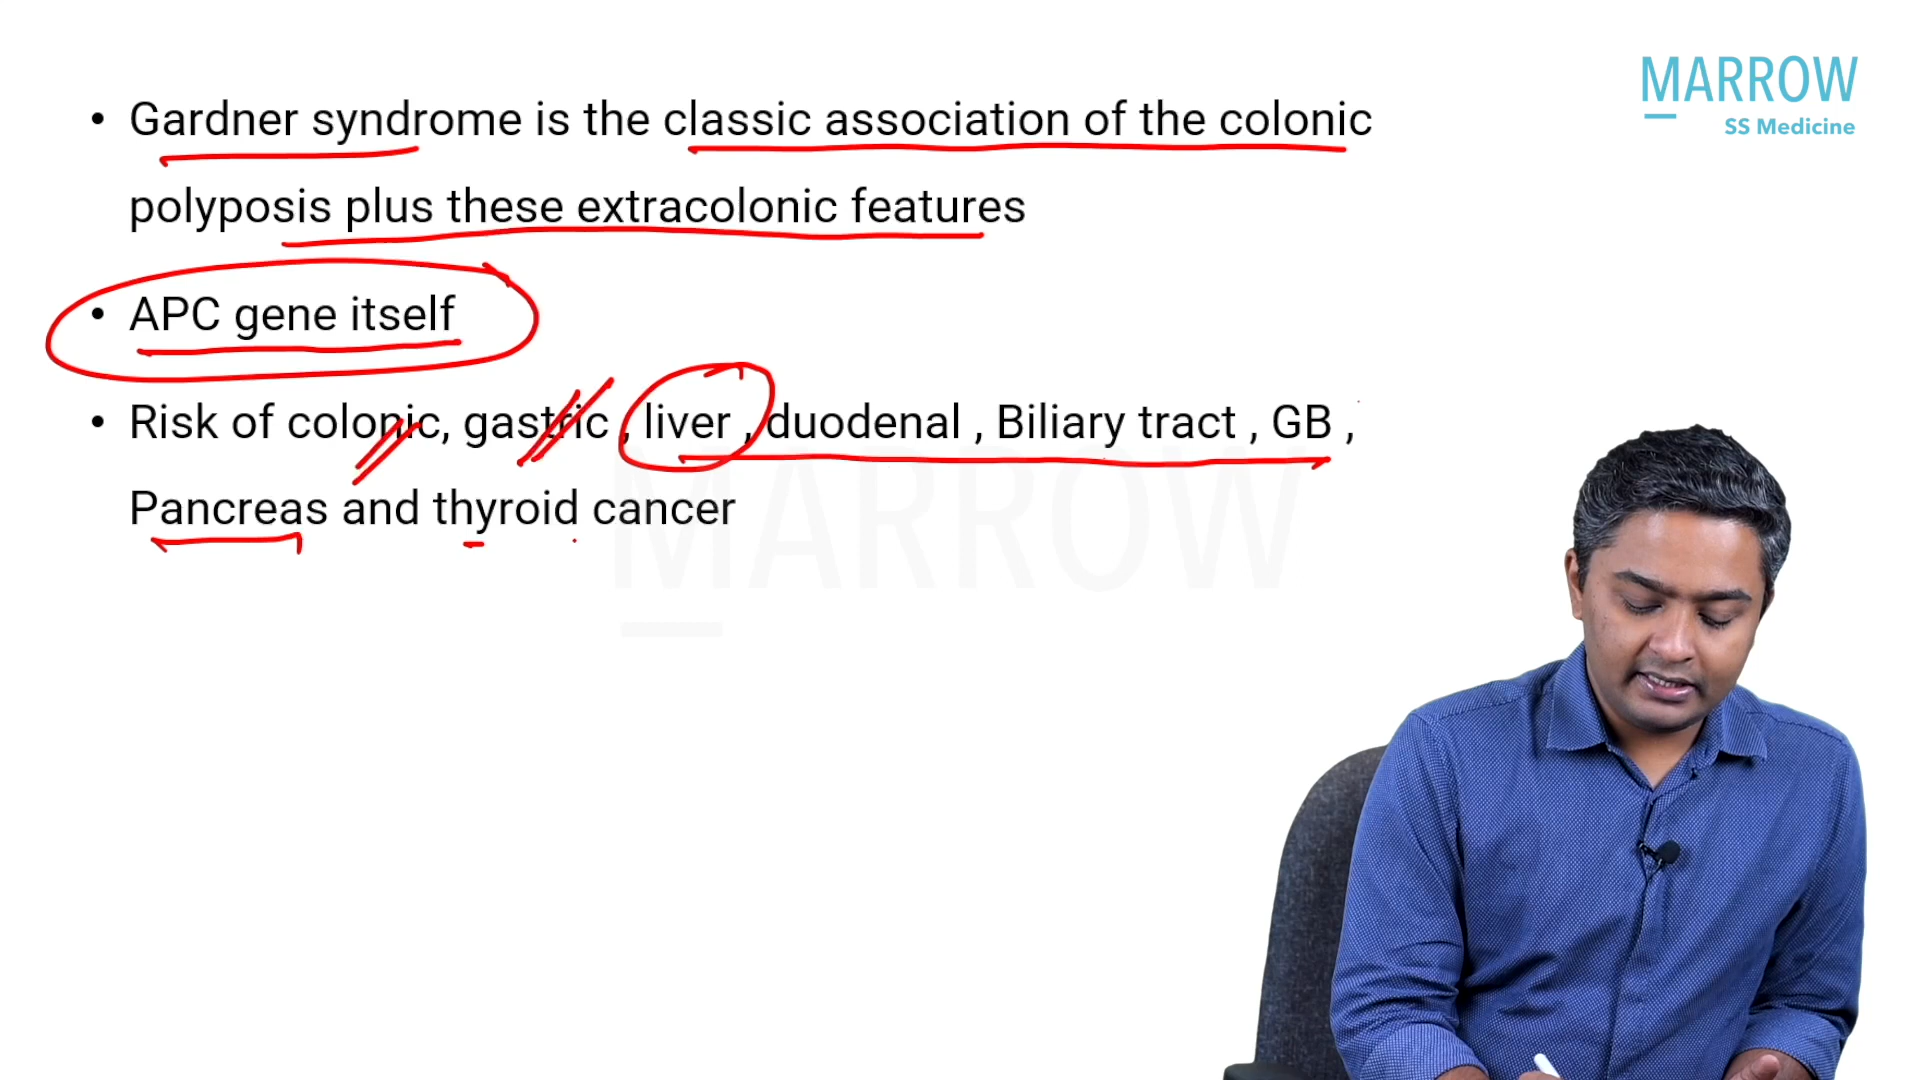 MARROW
SS Medicine
• Gardner syndrome is the classic association of the colonic
polyposis plus these extracolonic features
• APC gene itself
• Risk of colonic, gastric , liver , duodenal , Biliary tract , GB ,
Pancreas and thyroid cancer
MARROW